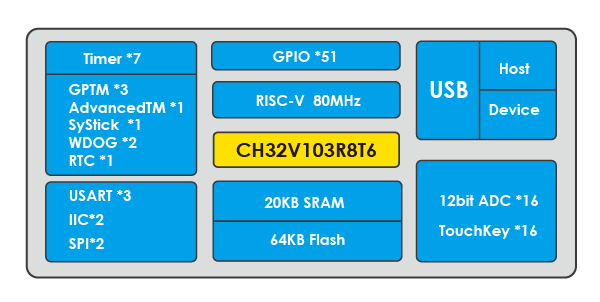 Timer *7
GPTM *3
AdvancedTM *1
SyStick *1
WDOG *2
RTC *1
USART *3
IIC*2
SPI*2
GPIO *51
RISC-V 80MHz
CH32V103R8T6
20KB SRAM
64KB Flash
USB
Host
Device
12bit ADC *16
TouchKey *16